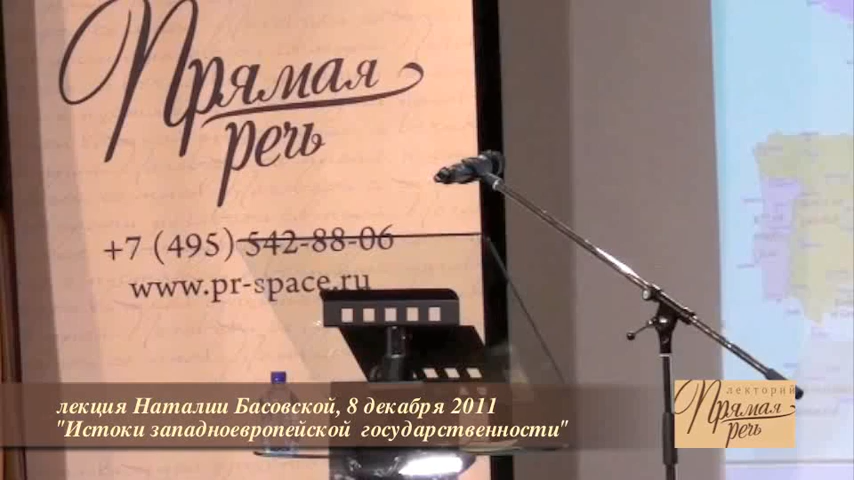 Прямая
речь
+7 (495) 542-88-06
www.pr-space.ru
лекция Наталии Басовской, 8 декабря 2011
"Истоки западноевропейской государственности"
лекторий
Прямая
речь